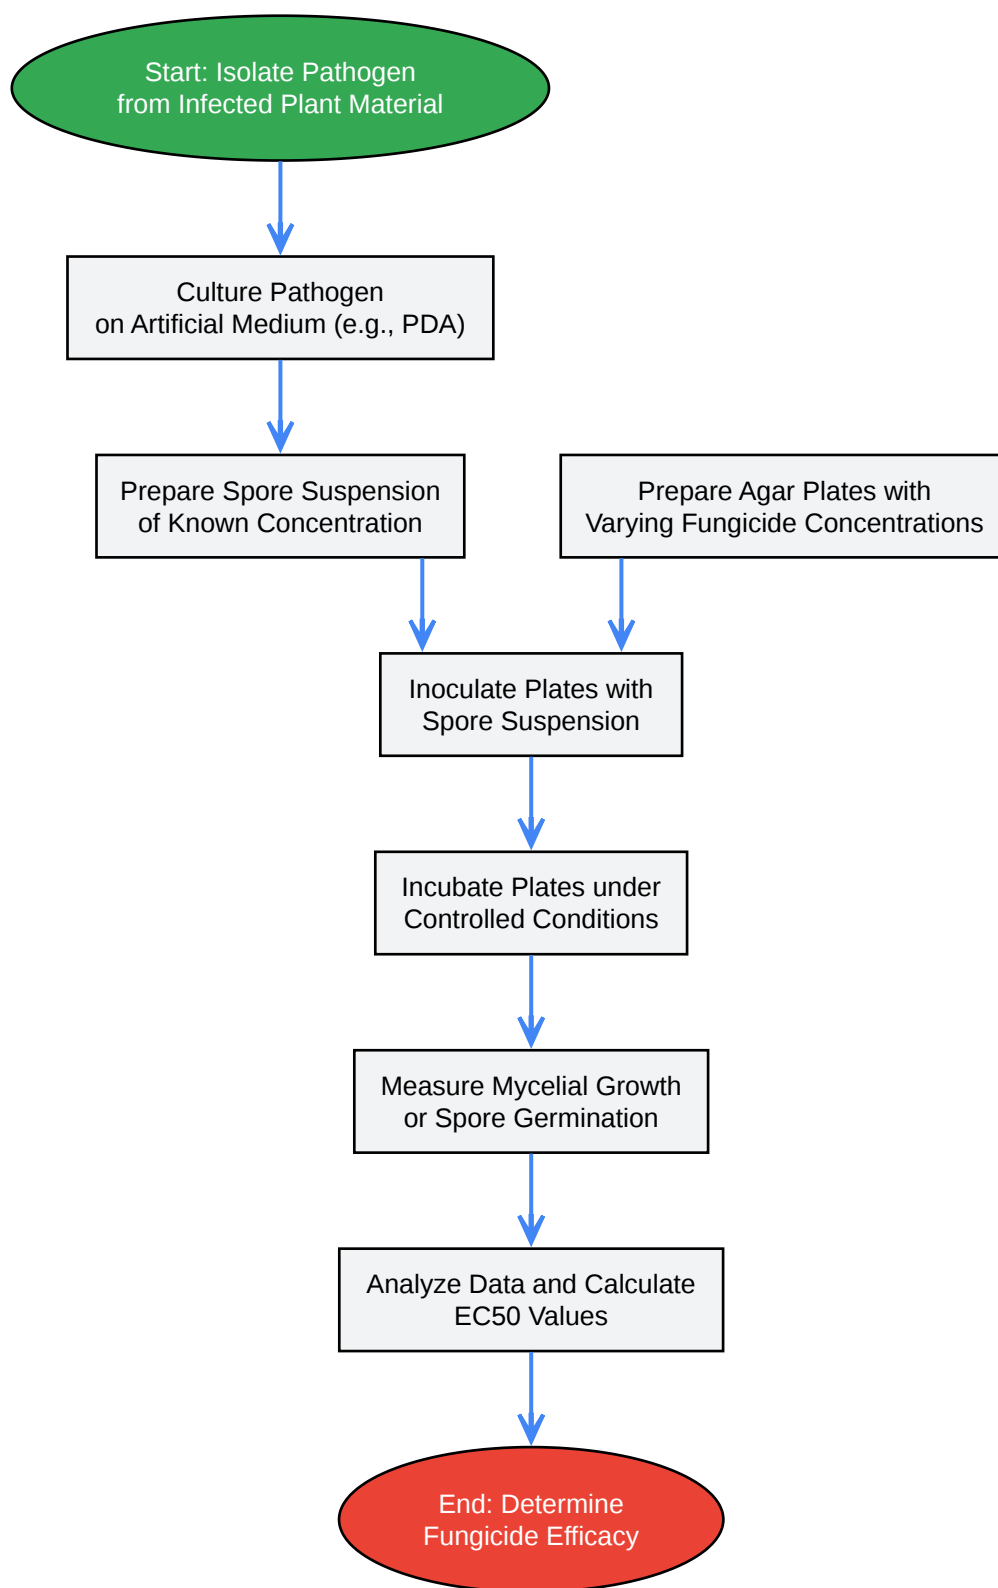 Start: Isolate Pathogen
from Infected Plant Material
Culture Pathogen
on Artificial Medium (e.g., PDA)
Prepare Spore Suspension
of Known Concentration
Prepare Agar Plates with
Varying Fungicide Concentrations
Inoculate Plates with
Spore Suspension
Incubate Plates under
Controlled Conditions
Measure Mycelial Growth
or Spore Germination
Analyze Data and Calculate
EC50 Values
End: Determine
Fungicide Efficacy